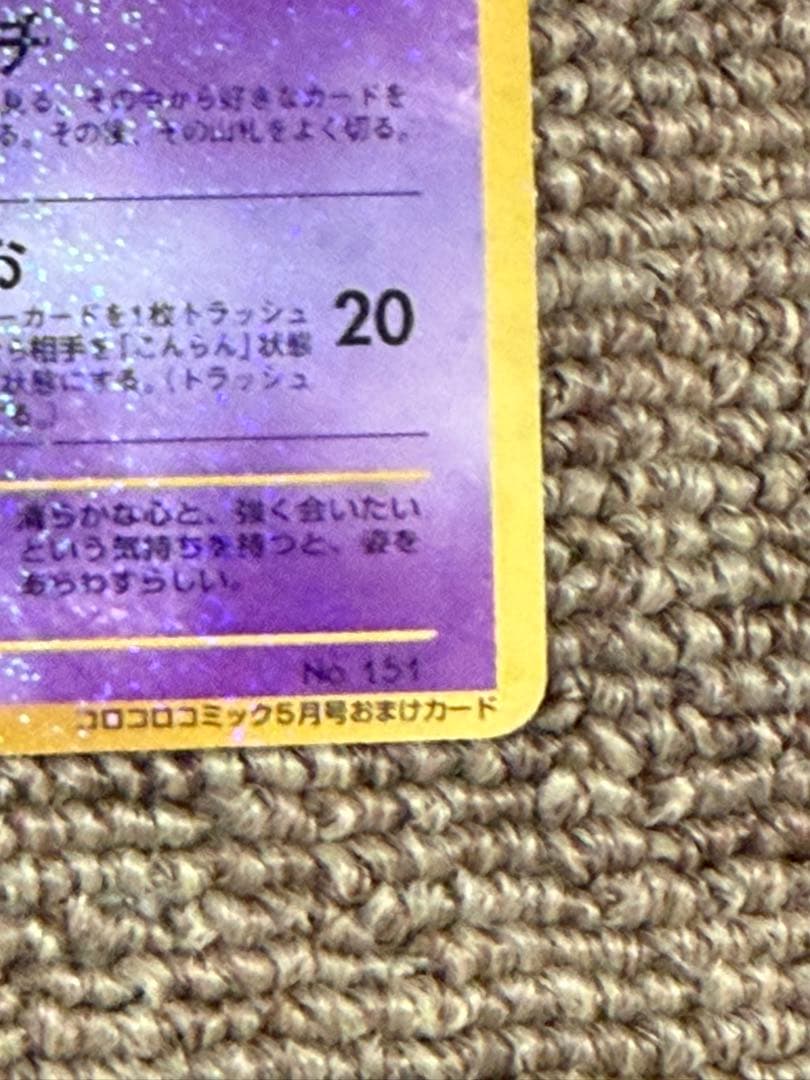 チ
見る。その中から好きなカードを
る。その後、その山札をよく切る。
お
ーカードを1枚トラッシュ
ら相手を「こんらん」状態
20
状態にする。（トラッシュ
る。）
清らかな心と、強く会いたい
という気持ちを持つと、姿を
あらわすらしい。
No 151
コロコロコミック5月号おまけカード